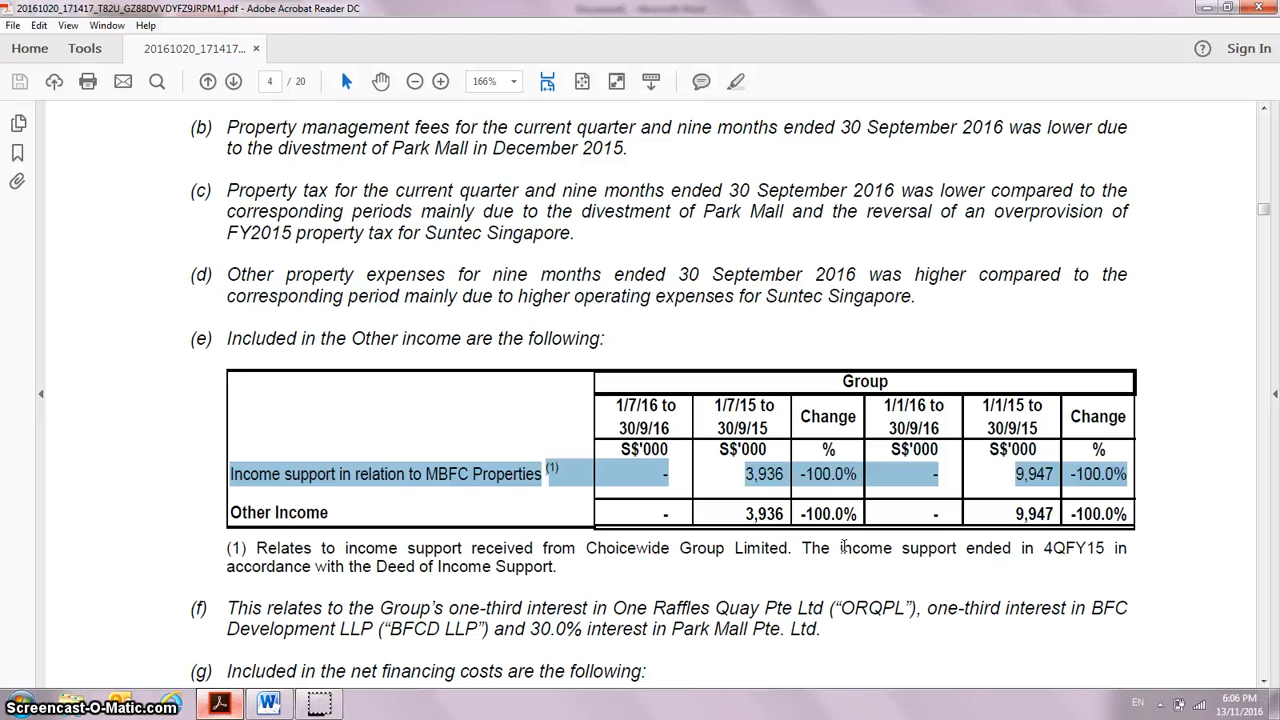 20161020_171417_T82U_GZ88DVVDYFZ9JRPM1.pdf - Adobe Acrobat Reader DC
File Edit View Window Help
Home Tools 20161020_171417... × Sign In
4 / 20 166%
(b) Property management fees for the current quarter and nine months ended 30 September 2016 was lower due
to the divestment of Park Mall in December 2015.
(c) Property tax for the current quarter and nine months ended 30 September 2016 was lower compared to the
corresponding periods mainly due to the divestment of Park Mall and the reversal of an overprovision of
FY2015 property tax for Suntec Singapore.
(d) Other property expenses for nine months ended 30 September 2016 was higher compared to the
corresponding period mainly due to higher operating expenses for Suntec Singapore.
(e) Included in the Other income are the following:
Group
1/7/16 to 1/7/15 to Change 1/1/16 to 1/1/15 to Change
30/9/16 30/9/15 30/9/16 30/9/15
S$'000 S$'000 % S$'000 S$'000 %
Income support in relation to MBFC Properties (1) - 3,936 -100.0% - 9,947 -100.0%
Other Income - 3,936 -100.0% - 9,947 -100.0%
(1) Relates to income support received from Choicewide Group Limited. The income support ended in 4QFY15 in
accordance with the Deed of Income Support.
(f) This relates to the Group's one-third interest in One Raffles Quay Pte Ltd ("ORQPL"), one-third interest in BFC
Development LLP ("BFCD LLP") and 30.0% interest in Park Mall Pte. Ltd.
(g) Included in the net financing costs are the following:
Screencast-O-Matic.com
EN 6:06 PM
13/11/2016